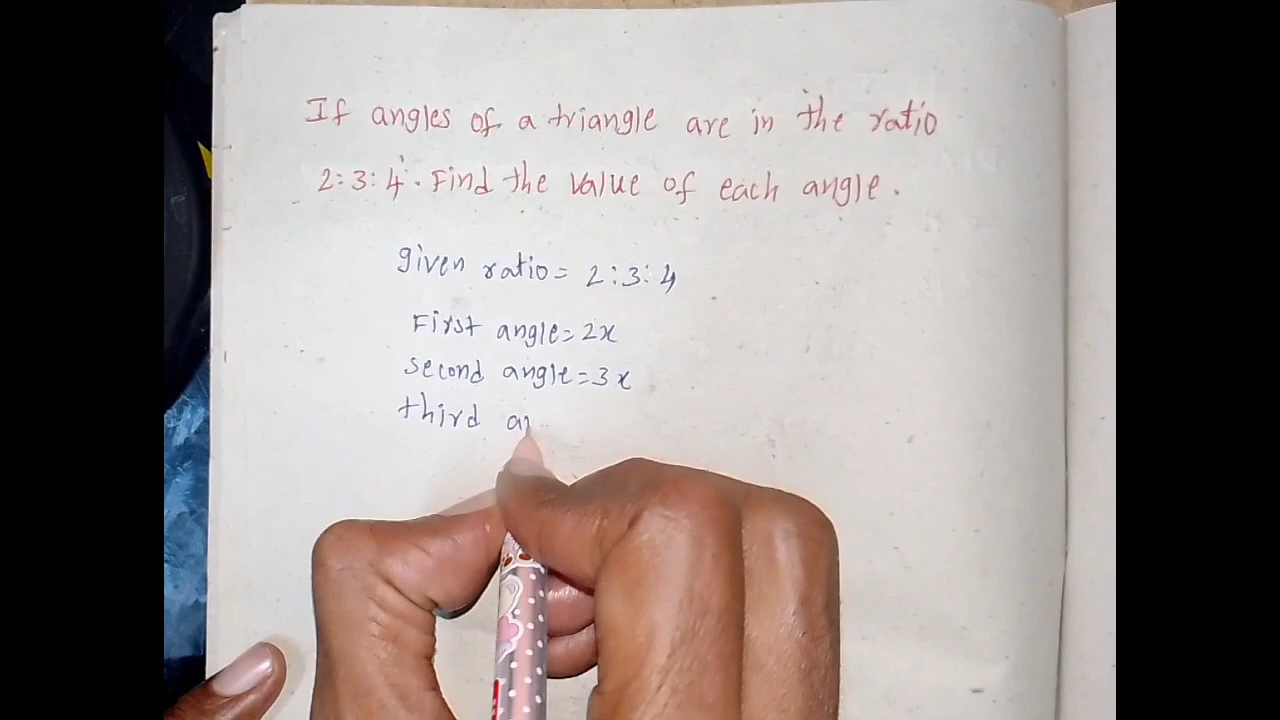 If angles of a triangle are in the ratio
2:3:4. Find the value of each angle.
given ratio = 2:3:4
First angle=2x
second angle=3x
third an